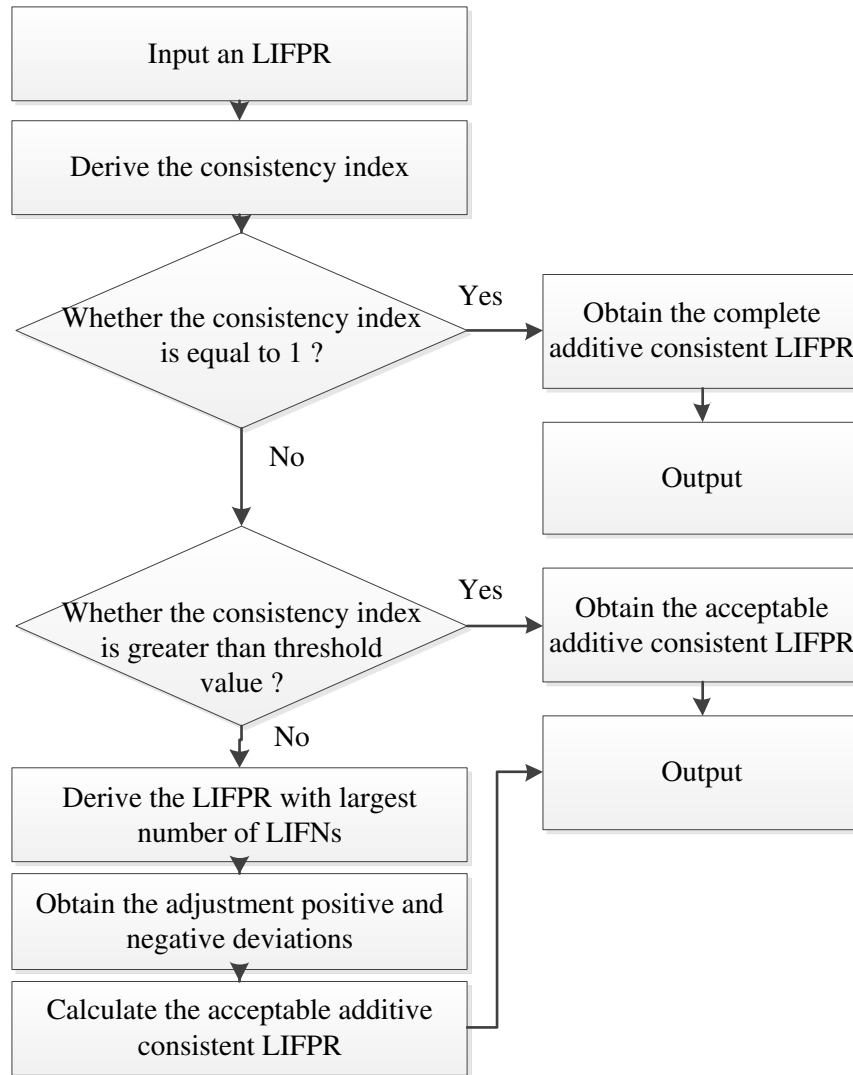 Input an LIFPR
Derive the consistency index
Whether the consistency index
is equal to 1 ?
Yes
Obtain the complete
additive consistent LIFPR
Output
No
Whether the consistency index
is greater than threshold
value ?
Yes
Obtain the acceptable
additive consistent LIFPR
Output
No
Derive the LIFPR with largest
number of LIFNs
Obtain the adjustment positive and
negative deviations
Calculate the acceptable additive
consistent LIFPR